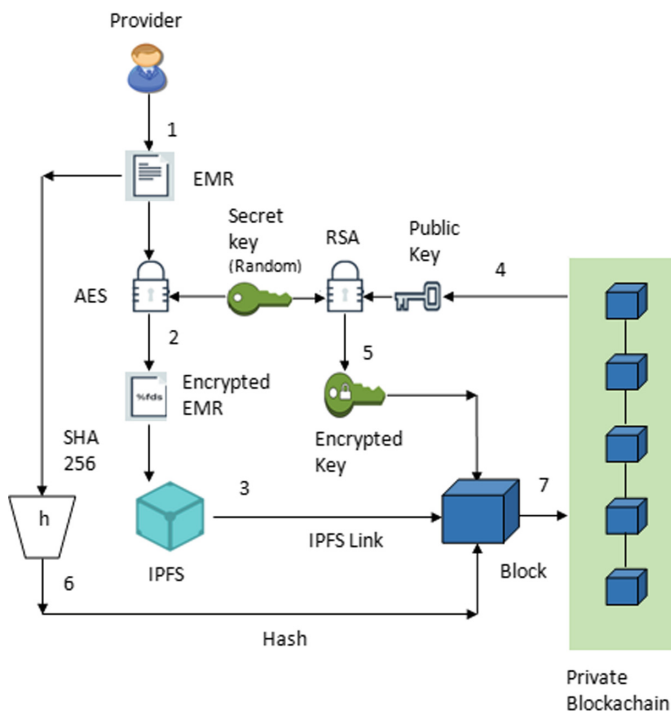 Provider
1
EMR
Secret
key
(Random)
RSA
Public
Key
4
AES
2
5
Encrypted
EMR
%fds
Encrypted
Key
SHA
256
3
7
h
IPFS Link
IPFS
Block
6
Hash
Private
Blockachain